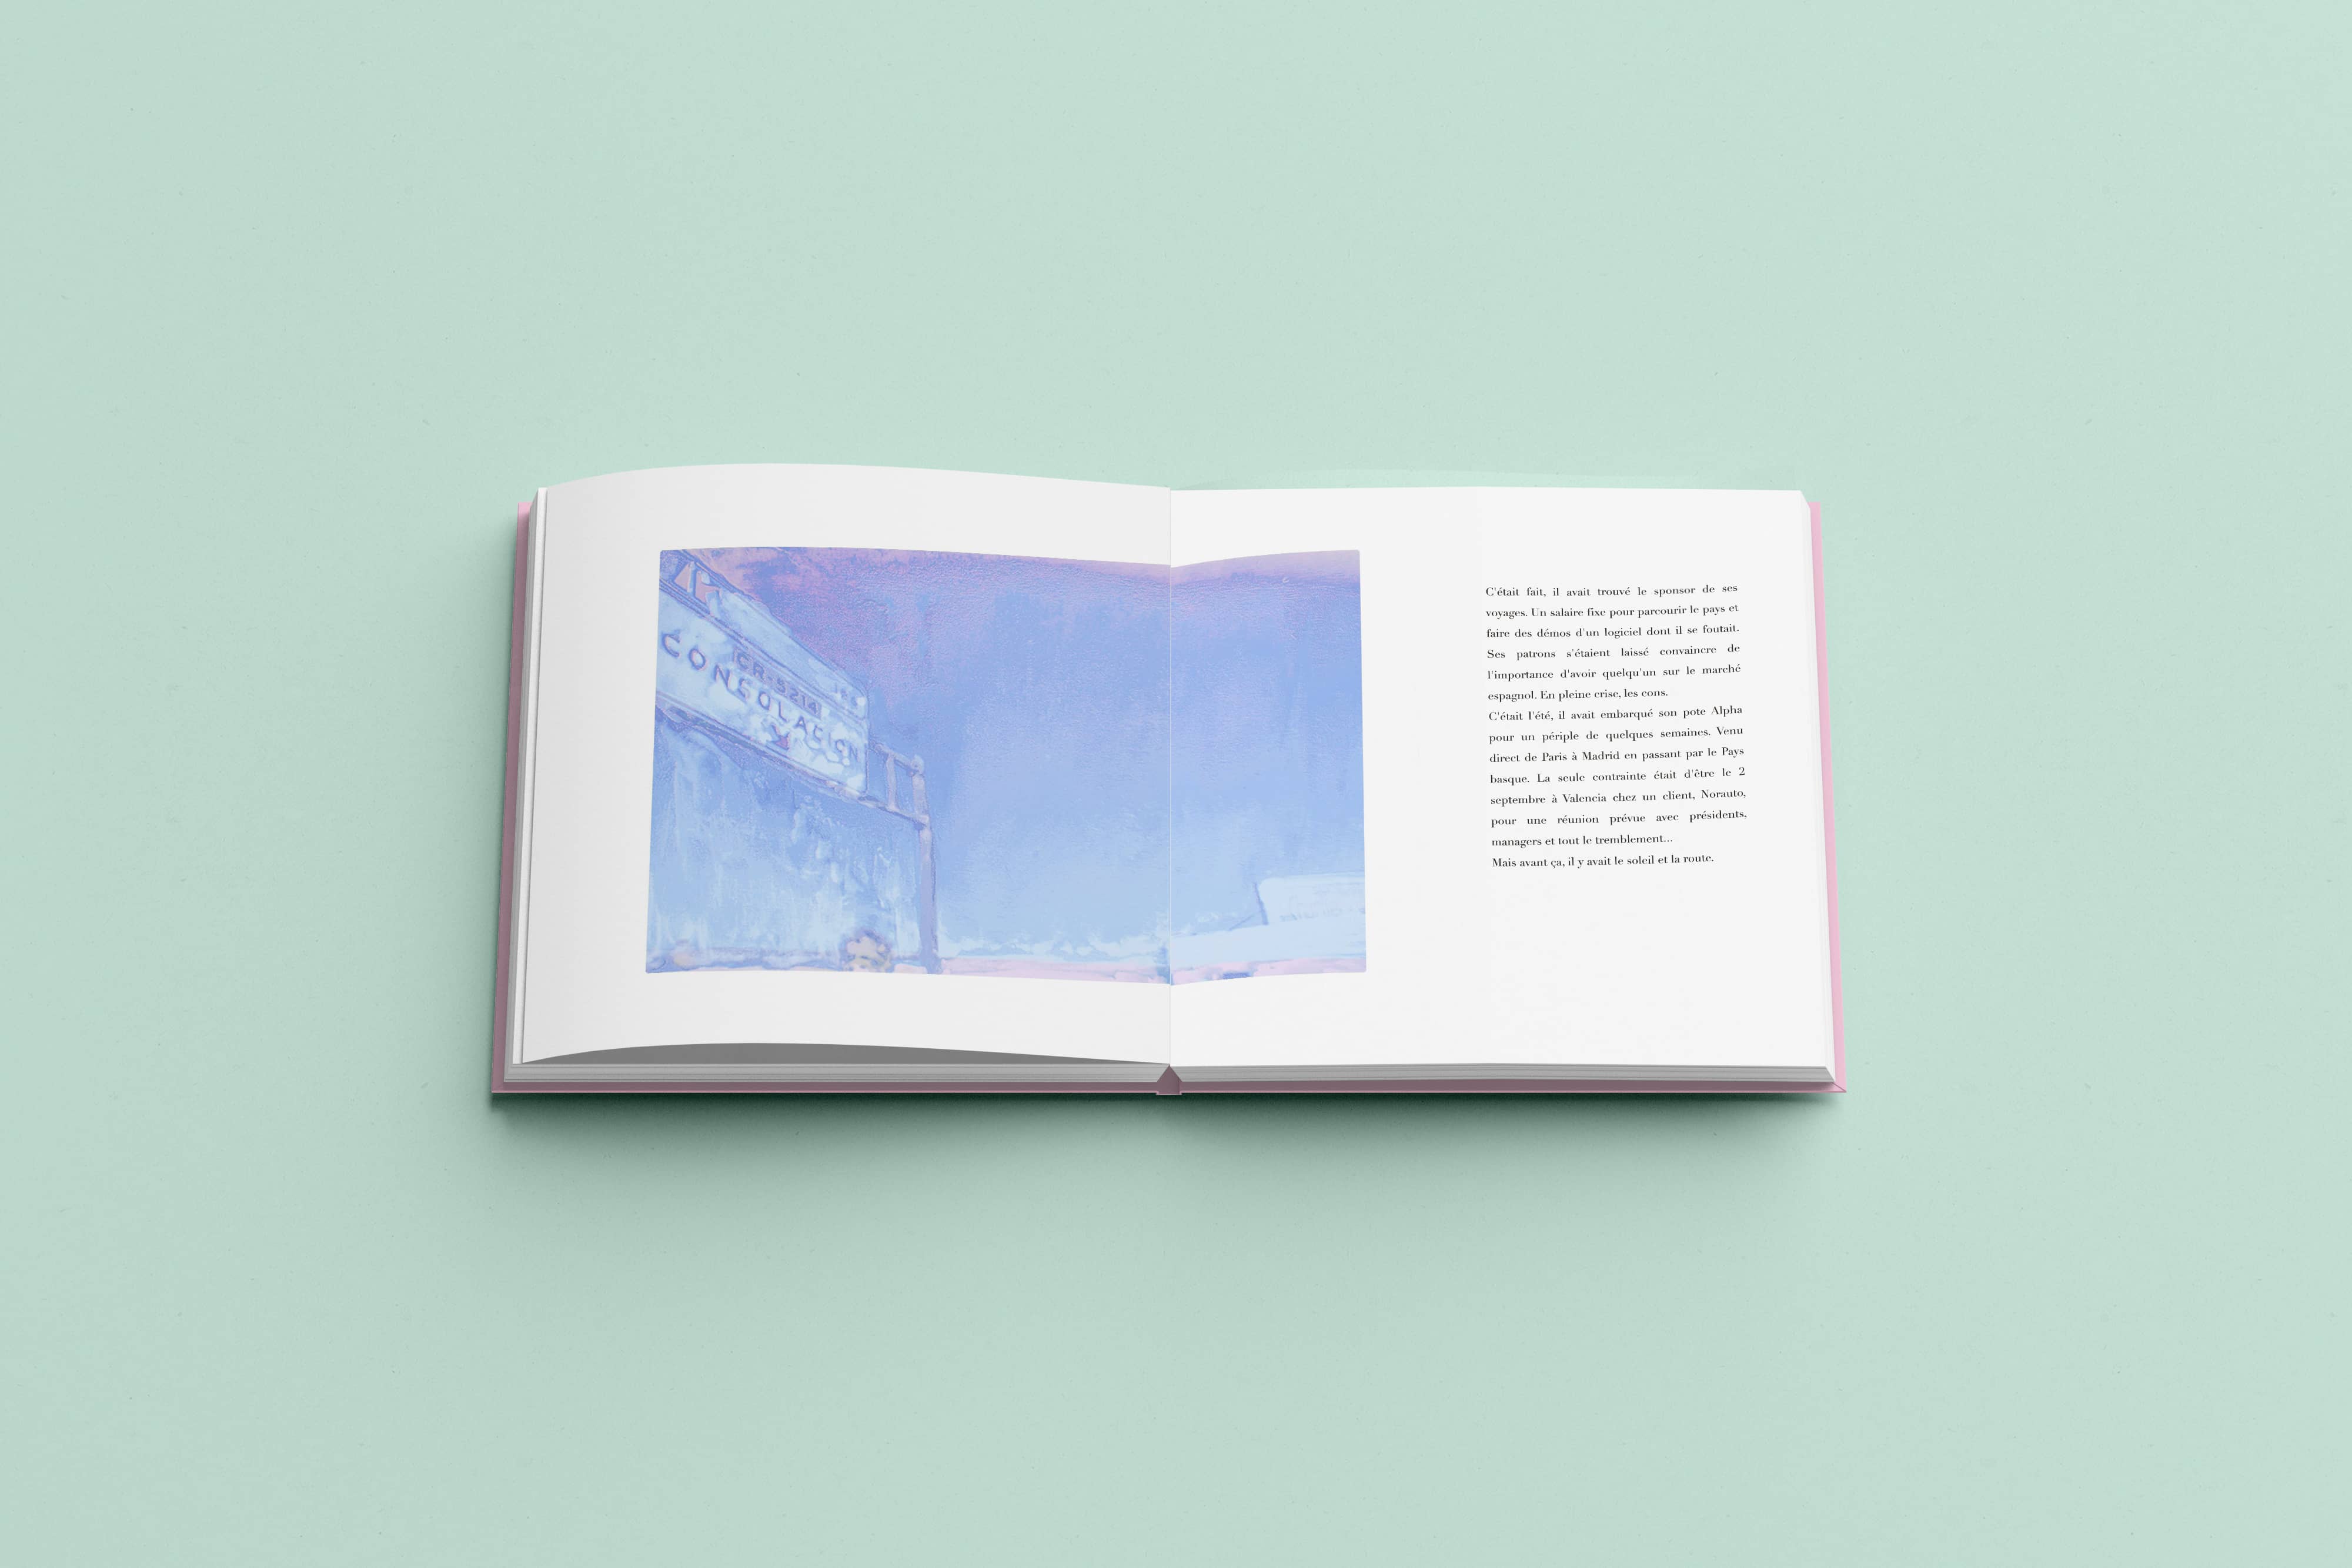 CR-5214
CONSOLACION
C'était fait, il avait trouvé le sponsor de ses
voyages. Un salaire fixe pour parcourir le pays et
faire des démos d'un logiciel dont il se foutait.
Ses patrons s'étaient laissé convaincre de
l'importance d'avoir quelqu'un sur le marché
espagnol. En pleine crise, les cons.
C'était l'été, il avait embarqué son pote Alpha
pour un périple de quelques semaines. Venu
direct de Paris à Madrid en passant par le Pays
basque. La seule contrainte était d'être le 2
septembre à Valencia chez un client, Norauto,
pour une réunion prévue avec présidents,
managers et tout le tremblement...
Mais avant ça, il y avait le soleil et la route.